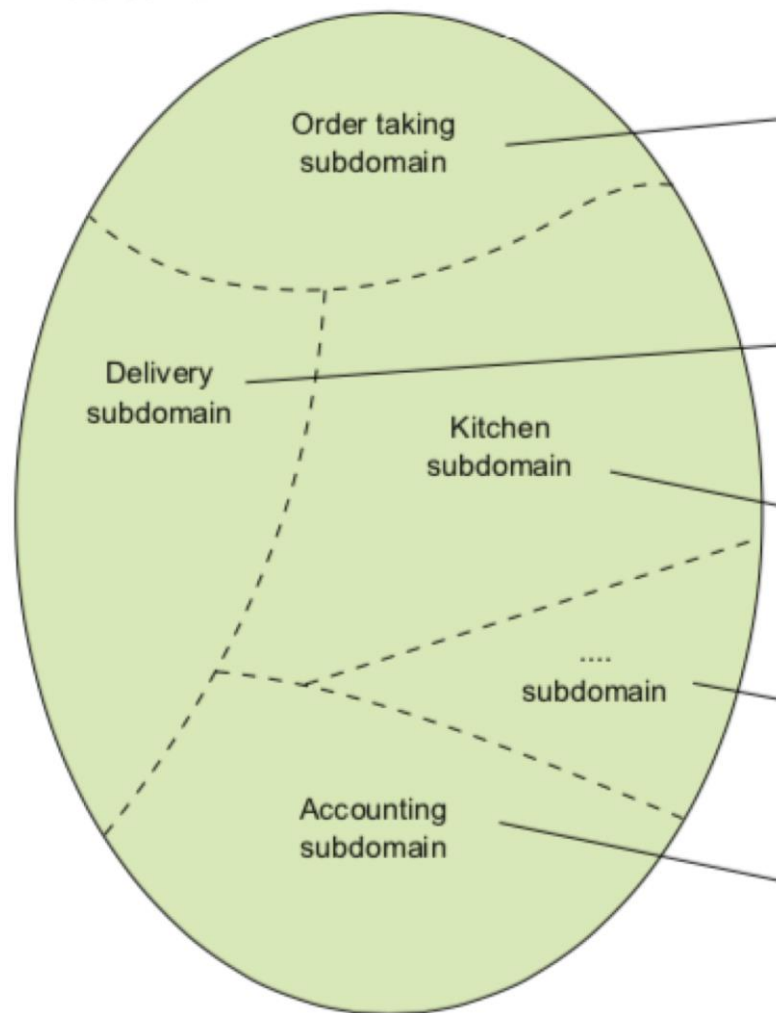 Order taking
subdomain
Delivery
subdomain
Kitchen
subdomain
....
subdomain
Accounting
subdomain